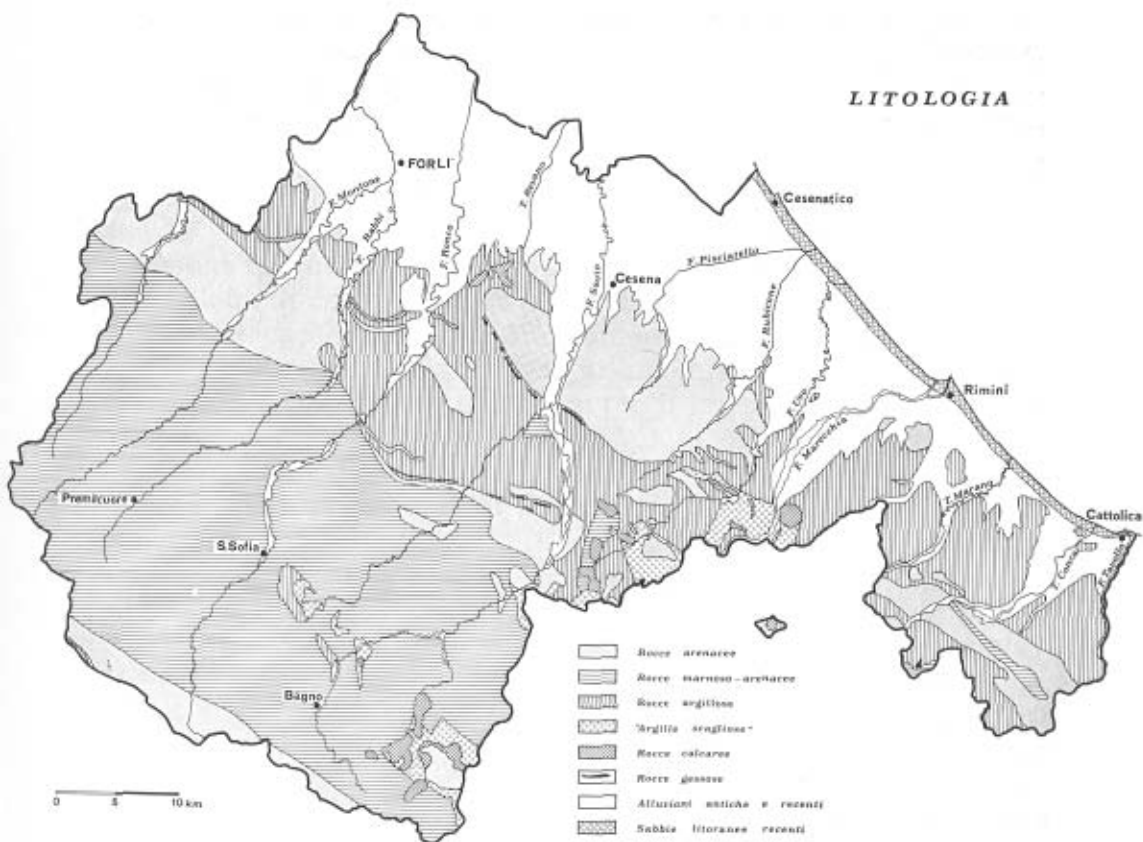 LITOLOGIA
FORLI
Cesenatico
F. Montone
F. Rabbi
F. Ronco
T. Bevano
F. Savio
Cesena
F. Pisciatello
F. Rubicone
F. Uso
F. Marecchia
Rimini
Premilcuore
S. Sofia
T. Marano
Cattolica
T. Conca
F. Tavollo
Bagno
Rocce arenacee
Rocce marnoso-arenacee
Rocce argillose
"Argille scagliose"
Rocce calcaree
Rocce gessose
Alluvioni antiche e recenti
Sabbie litoranee recenti
0 5 10 km